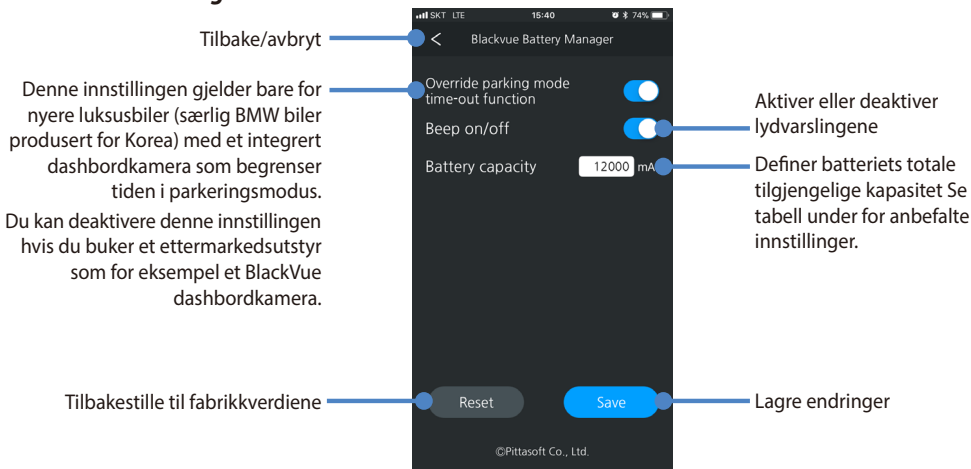 Tilbake/avbryt
Denne innstillingen gjelder bare for
nyere luksusbiler (særlig BMW biler
produsert for Korea) med et integrert
dashbordkamera som begrenser
tiden i parkeringsmodus.
Du kan deaktivere denne innstillingen
hvis du buker et ettermarkedsutstyr
som for eksempel et BlackVue
dashbordkamera.
Tilbakestille til fabrikkverdiene
SKT LTE 15:40 74%
Blackvue Battery Manager
Override parking mode
time-out function
Beep on/off
Battery capacity 12000 mA
Reset Save
©Pittasoft Co., Ltd.
Aktiver eller deaktiver
lydvarslingene
Definer batteriets totale
tilgjengelige kapasitet Se
tabell under for anbefalte
innstillinger.
Lagre endringer